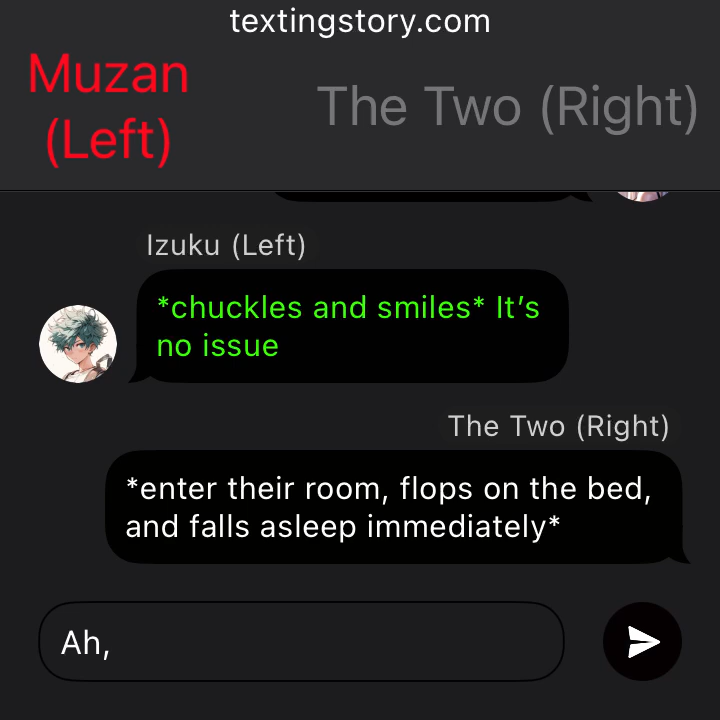 textingstory.com
Muzan
(Left)
The Two (Right)
Izuku (Left)
*chuckles and smiles* It’s
no issue
The Two (Right)
*enter their room, flops on the bed,
and falls asleep immediately*
Ah,